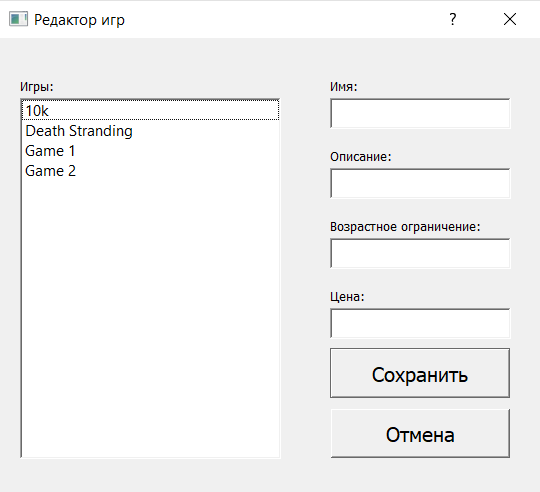 Редактор игр
?
Игры:
10k
Death Stranding
Game 1
Game 2
Имя:
Описание:
Возрастное ограничение:
Цена:
Сохранить
Отмена